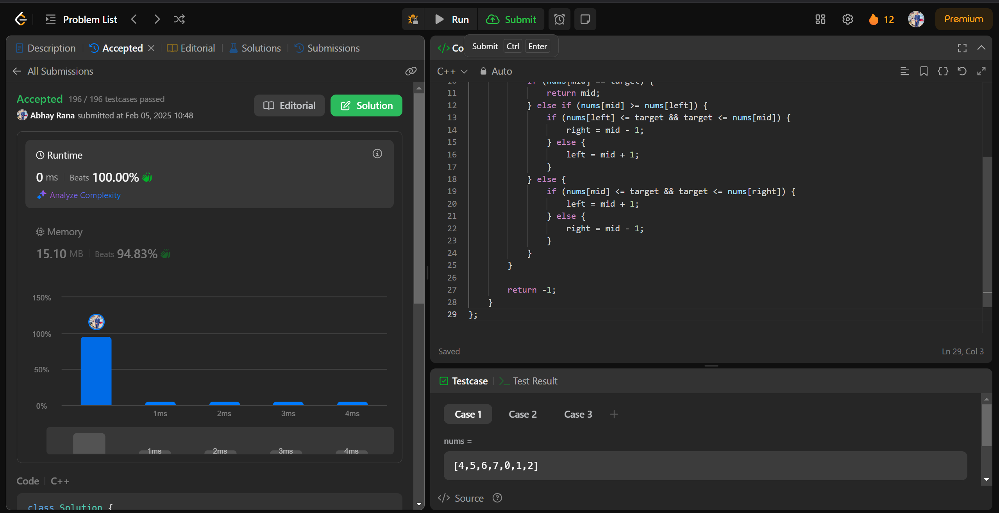 Problem List
Run
Submit
12
Premium
Description
Accepted
Editorial
Solutions
Submissions
All Submissions
Accepted 196 / 196 testcases passed
Abhay Rana submitted at Feb 05, 2025 10:48
Editorial
Solution
Runtime
0 ms Beats 100.00%
Analyze Complexity
Memory
15.10 MB Beats 94.83%
150%
100%
50%
0%
1ms 2ms 3ms 4ms
1ms 2ms 3ms 4ms
Code C++
class Solution {
</> Co
Submit Ctrl Enter
C++ Auto
10 if (nums[mid] == target) {
11 return mid;
12 } else if (nums[mid] >= nums[left]) {
13 if (nums[left] <= target && target <= nums[mid]) {
14 right = mid - 1;
15 } else {
16 left = mid + 1;
17 }
18 } else {
19 if (nums[mid] <= target && target <= nums[right]) {
20 left = mid + 1;
21 } else {
22 right = mid - 1;
23 }
24 }
25 }
26
27 return -1;
28 }
29 };
Saved
Ln 29, Col 3
Testcase
>_ Test Result
Case 1 Case 2 Case 3 +
nums =
[4,5,6,7,0,1,2]
</> Source ?